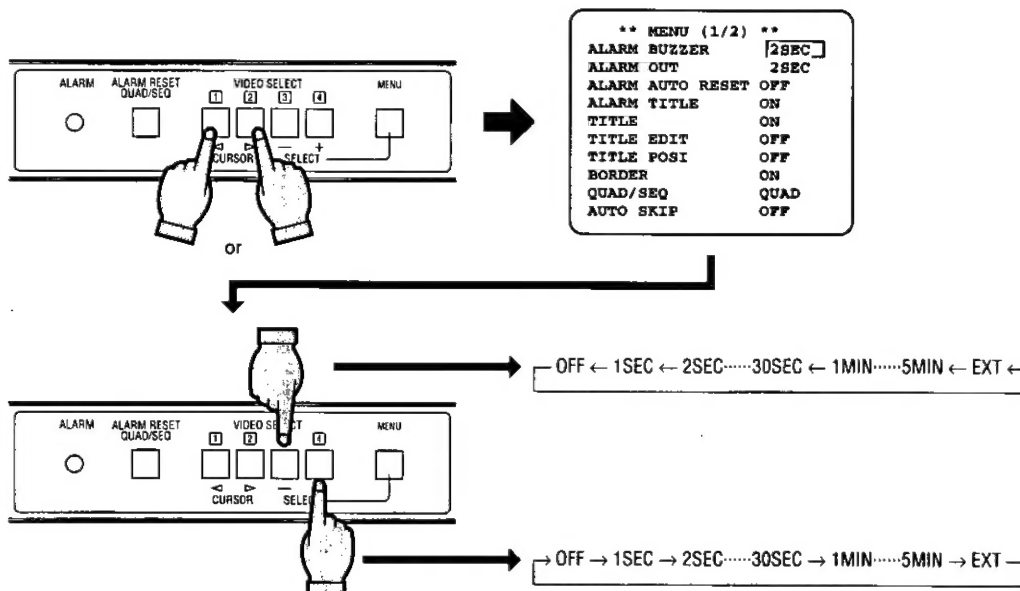 ALARM ALARM RESET QUAD/SEQ VIDEO SELECT MENU
1 2 3 4
◁ ▷ — +
CURSOR SELECT
or
** MENU (1/2) **
ALARM BUZZER 2SEC
ALARM OUT 2SEC
ALARM AUTO RESET OFF
ALARM TITLE ON
TITLE ON
TITLE EDIT OFF
TITLE POSI OFF
BORDER ON
QUAD/SEQ QUAD
AUTO SKIP OFF
OFF ← 1SEC ← 2SEC······30SEC ← 1MIN······5MIN ← EXT ←
ALARM ALARM RESET QUAD/SEQ VIDEO SELECT MENU
1 2 4
◁ ▷ —
CURSOR
→ OFF → 1SEC → 2SEC······30SEC → 1MIN······5MIN → EXT